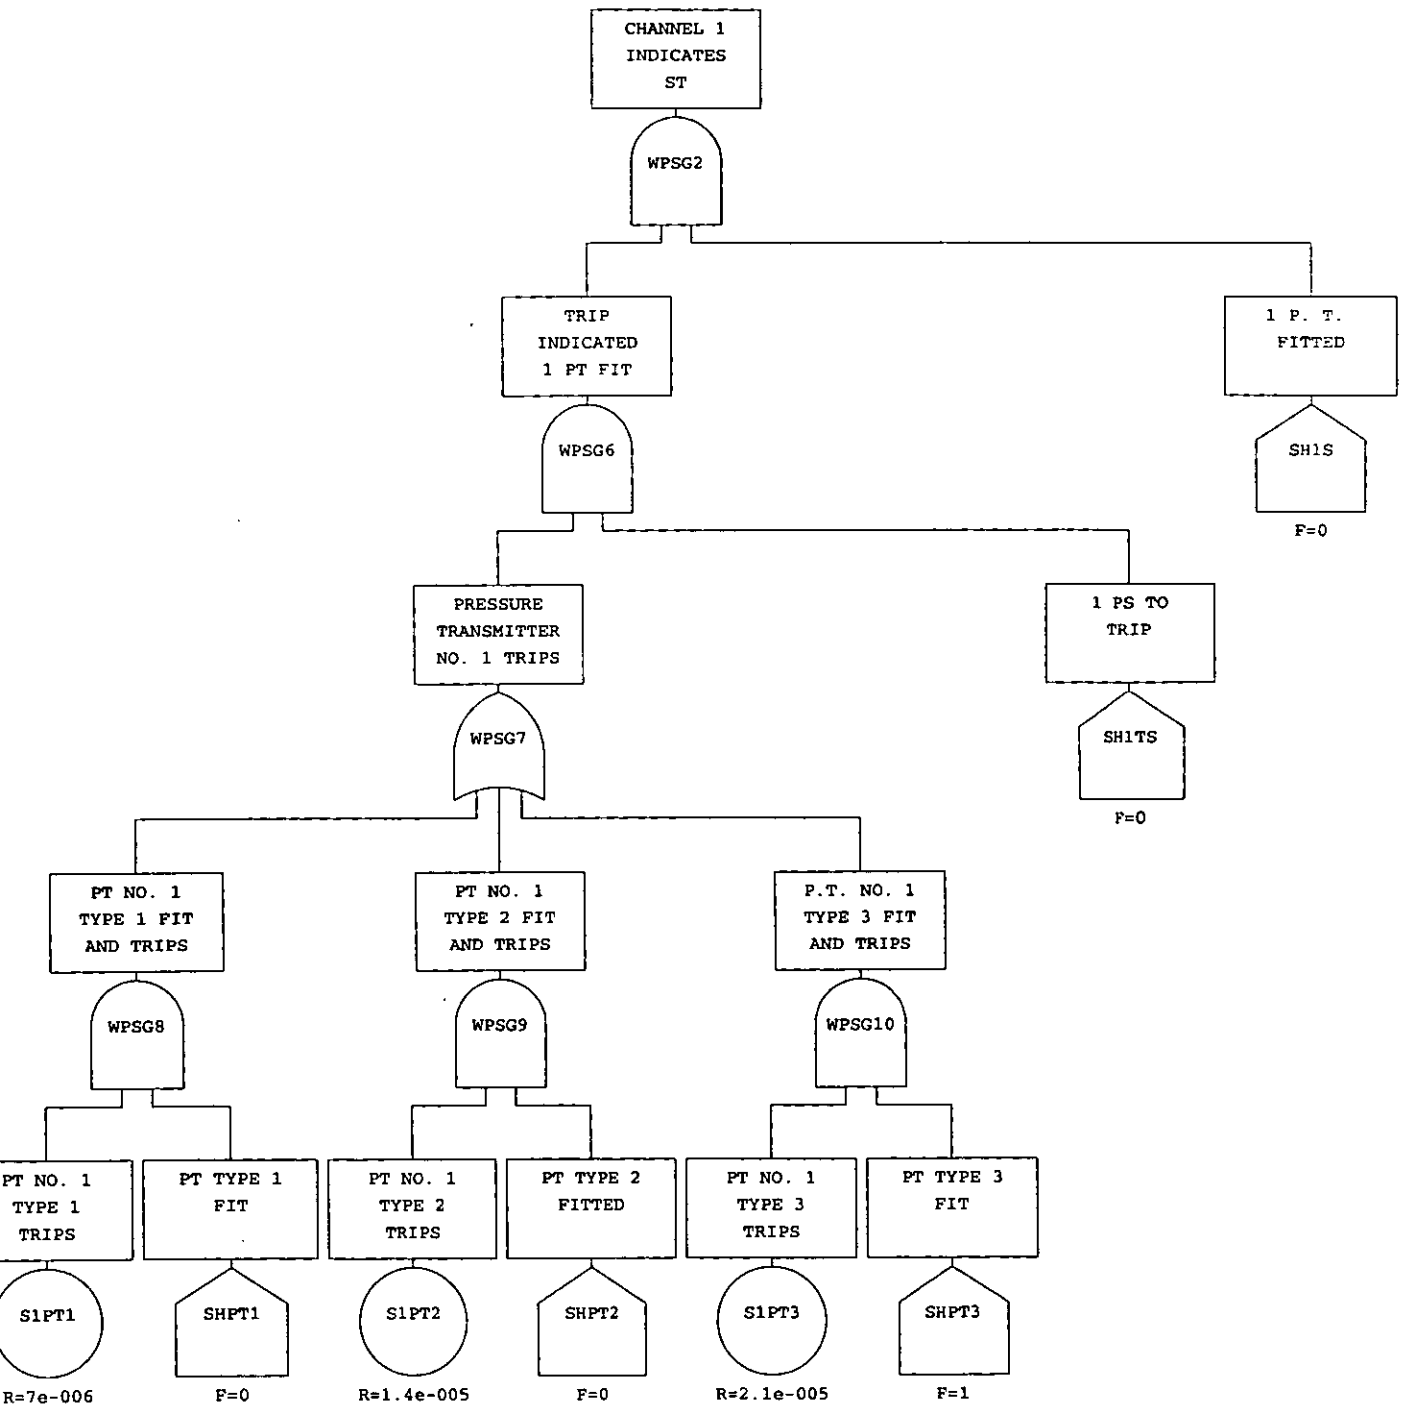 CHANNEL 1
INDICATES
ST
WPSG2
TRIP
INDICATED
1 PT FIT
1 P. T.
FITTED
WPSG6
SH1S
F=0
PRESSURE
TRANSMITTER
NO. 1 TRIPS
1 PS TO
TRIP
WPSG7
SH1TS
F=0
PT NO. 1
TYPE 1 FIT
AND TRIPS
PT NO. 1
TYPE 2 FIT
AND TRIPS
P.T. NO. 1
TYPE 3 FIT
AND TRIPS
WPSG8
WPSG9
WPSG10
PT NO. 1
TYPE 1
TRIPS
PT TYPE 1
FIT
PT NO. 1
TYPE 2
TRIPS
PT TYPE 2
FITTED
PT NO. 1
TYPE 3
TRIPS
PT TYPE 3
FIT
S1PT1
SHPT1
S1PT2
SHPT2
S1PT3
SHPT3
R=7e-006
F=0
R=1.4e-005
F=0
R=2.1e-005
F=1